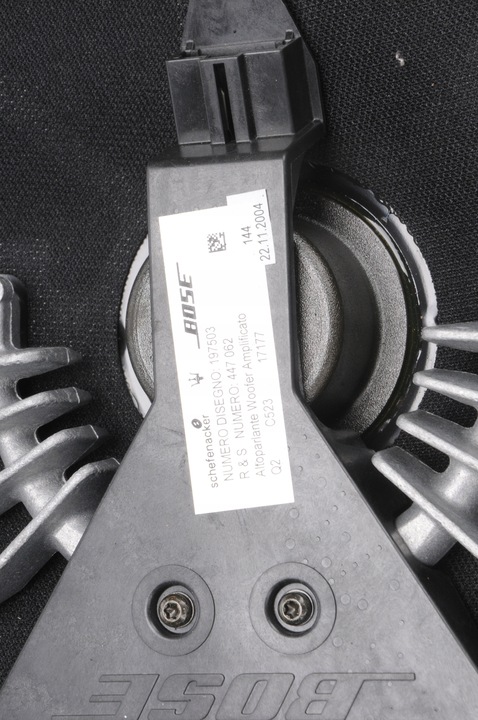 BOSE
144
22.11.2004
schefenacker
NUMERO DISEGNO: 197503
R & S NUMERO: 447 062
Altoparlante Woofer Amplificato
Q2 C523 17177
BOSE